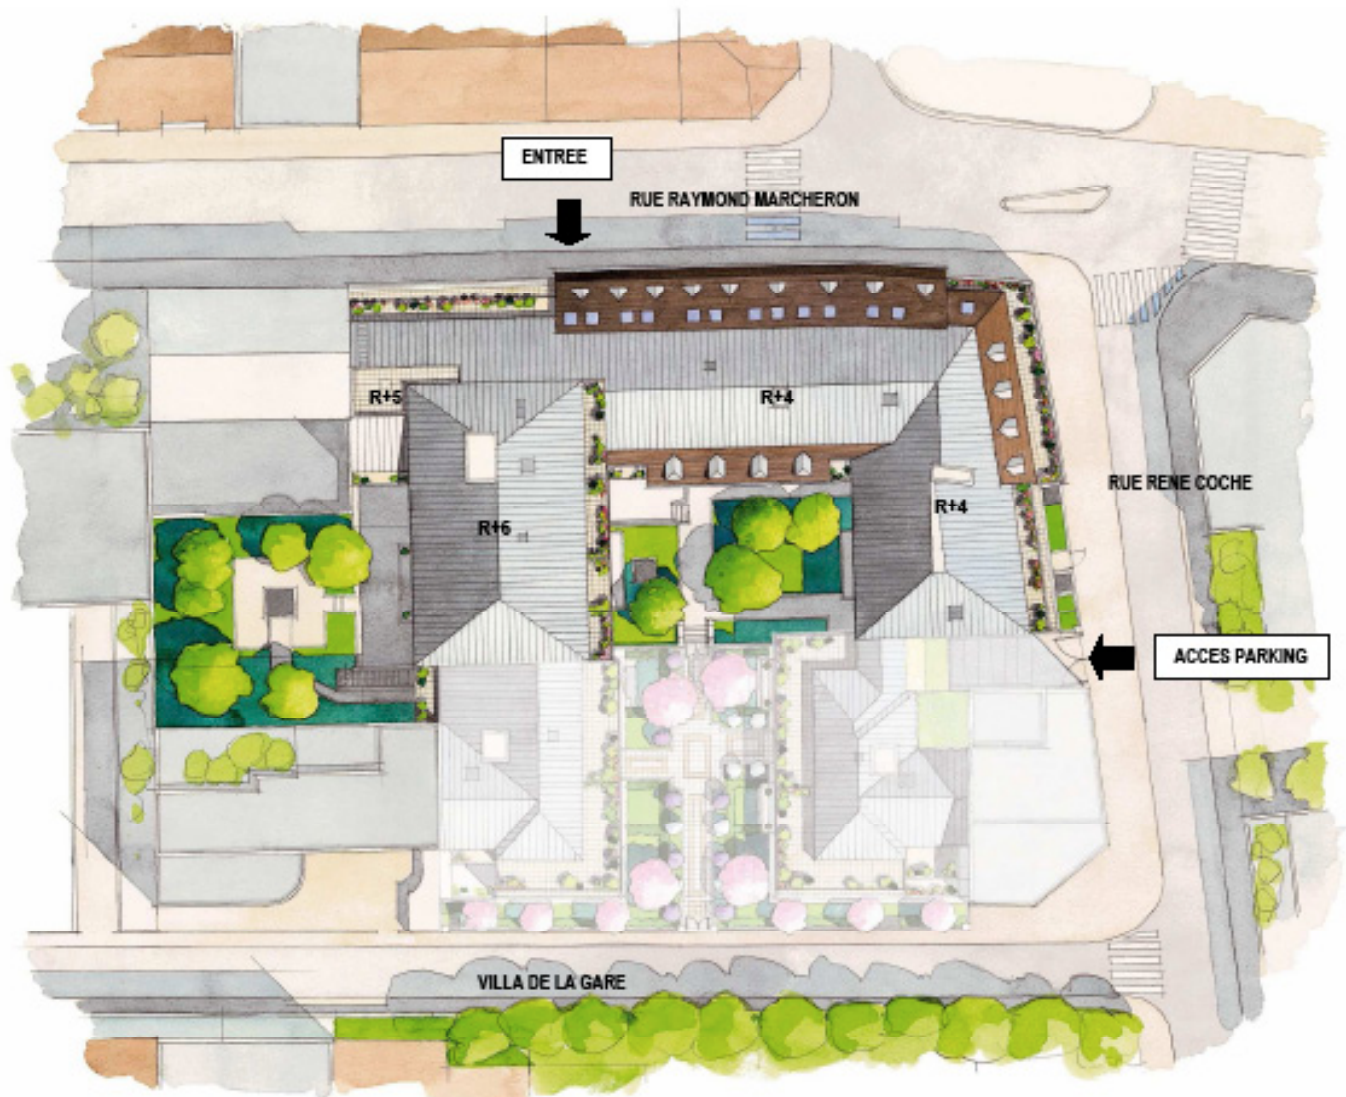 ENTREE
RUE RAYMOND MARCHERON
R+5
R+4
RUE RENE COCHE
R+4
R+6
ACCES PARKING
VILLA DE LA GARE